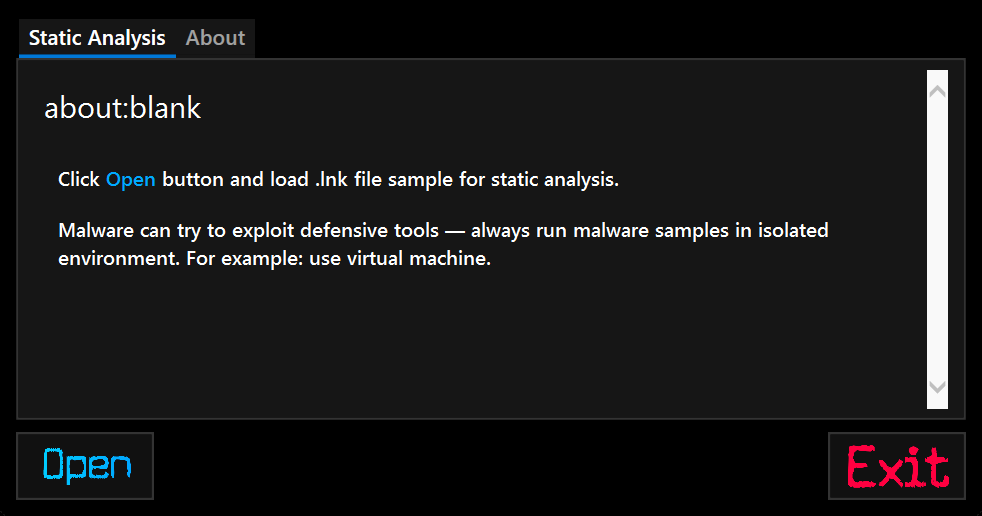 Static Analysis About
about:blank
Click Open button and load .lnk file sample for static analysis.
Malware can try to exploit defensive tools — always run malware samples in isolated
environment. For example: use virtual machine.
Open Exit